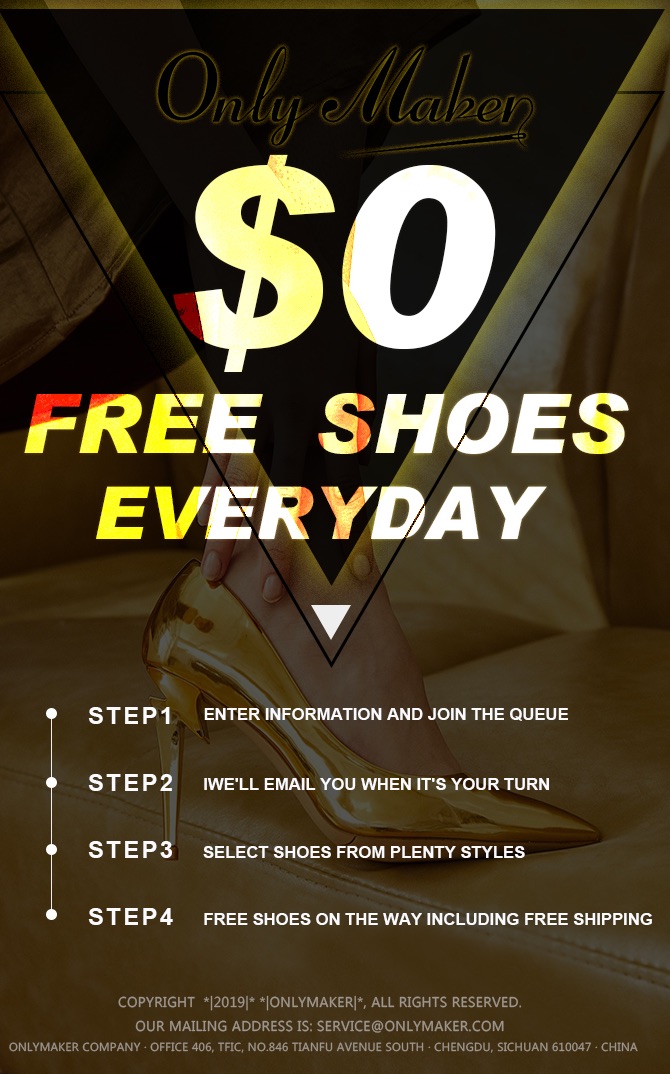 Only Maker
$0
FREE SHOES
EVERYDAY
STEP1 ENTER INFORMATION AND JOIN THE QUEUE
STEP2 IWE'LL EMAIL YOU WHEN IT'S YOUR TURN
STEP3 SELECT SHOES FROM PLENTY STYLES
STEP4 FREE SHOES ON THE WAY INCLUDING FREE SHIPPING
COPYRIGHT *|2019|* *|ONLYMAKER|*, ALL RIGHTS RESERVED.
OUR MAILING ADDRESS IS: SERVICE@ONLYMAKER.COM
ONLYMAKER COMPANY · OFFICE 406, TFIC, NO.846 TIANFU AVENUE SOUTH · CHENGDU, SICHUAN 610047 · CHINA